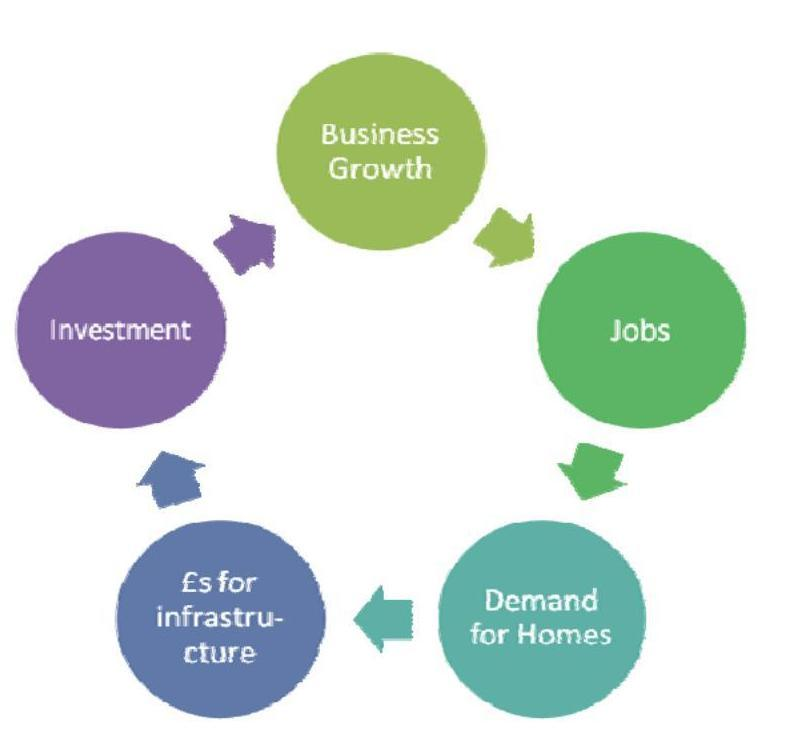 Business
Growth
Jobs
Demand
for Homes
£s for
infrastru-
cture
Investment